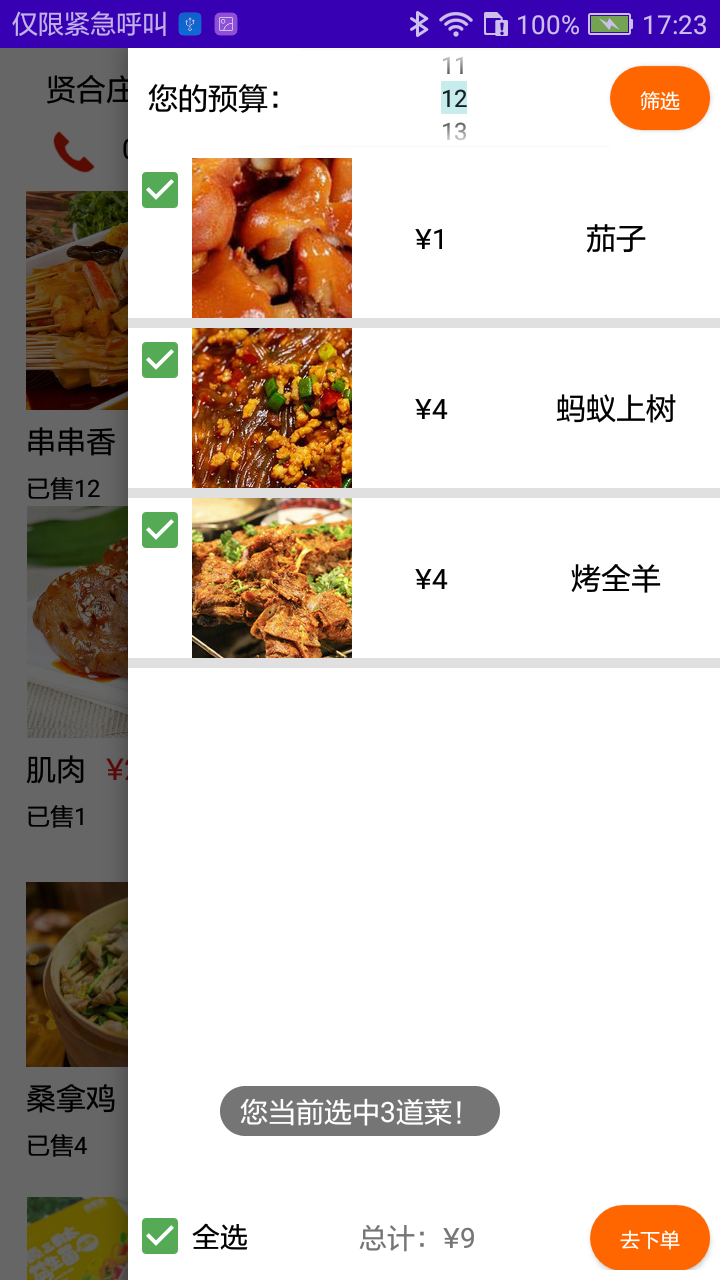 仅限紧急呼叫 100% 17:23
贤合庄
您的预算：
11
12
13
筛选
¥1 茄子
¥4 蚂蚁上树
¥4 烤全羊
串串香
已售12
肌肉 ¥
已售1
桑拿鸡
已售4
您当前选中3道菜！
全选 总计：¥9 去下单